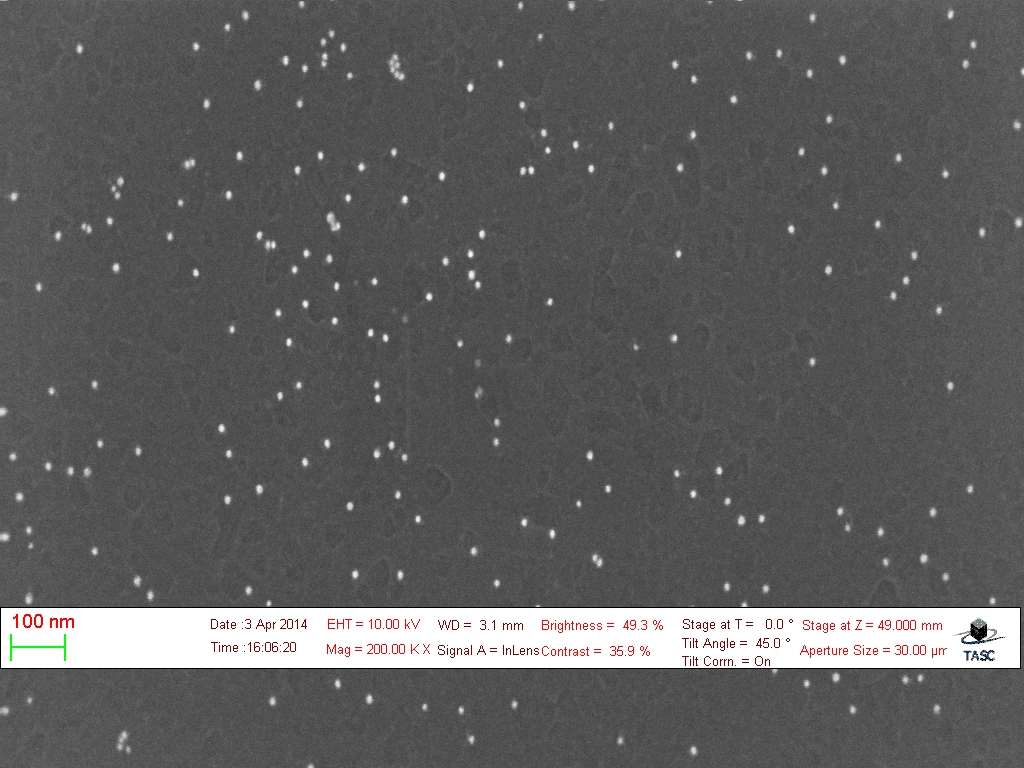 100 nm
Date :3 Apr 2014 EHT = 10.00 kV WD = 3.1 mm Brightness = 49.3 % Stage at T = 0.0 ° Stage at Z = 49.000 mm
Time :16:06:20 Mag = 200.00 K X Signal A = InLens Contrast = 35.9 % Tilt Angle = 45.0 ° Aperture Size = 30.00 µm
Tilt Corrn. = On
TASC